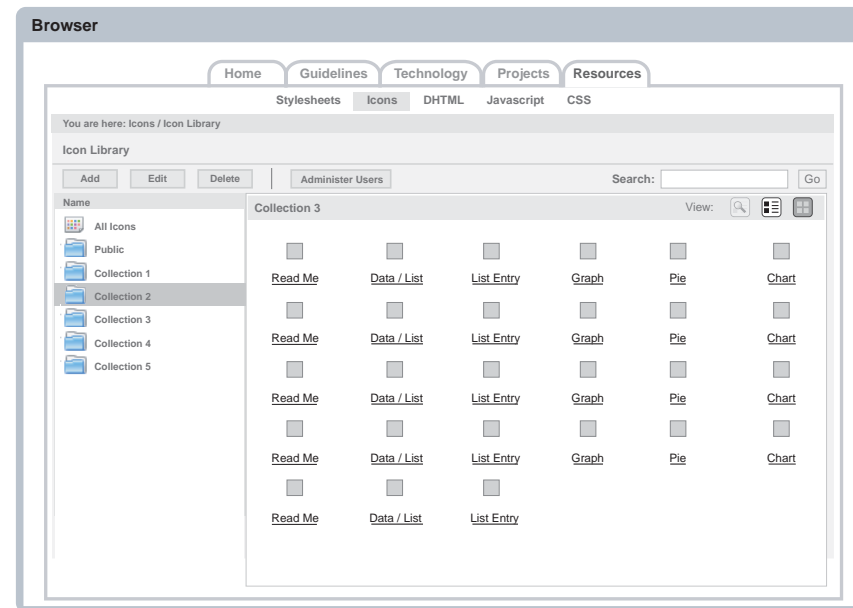 Browser
Home Guidelines Technology Projects Resources
Stylesheets Icons DHTML Javascript CSS
You are here: Icons / Icon Library
Icon Library
Add Edit Delete Administer Users Search: Go
Name
All Icons
Public
Collection 1
Collection 2
Collection 3
Collection 4
Collection 5
Collection 3 View:
Read Me Data / List List Entry Graph Pie Chart
Read Me Data / List List Entry Graph Pie Chart
Read Me Data / List List Entry Graph Pie Chart
Read Me Data / List List Entry Graph Pie Chart
Read Me Data / List List Entry